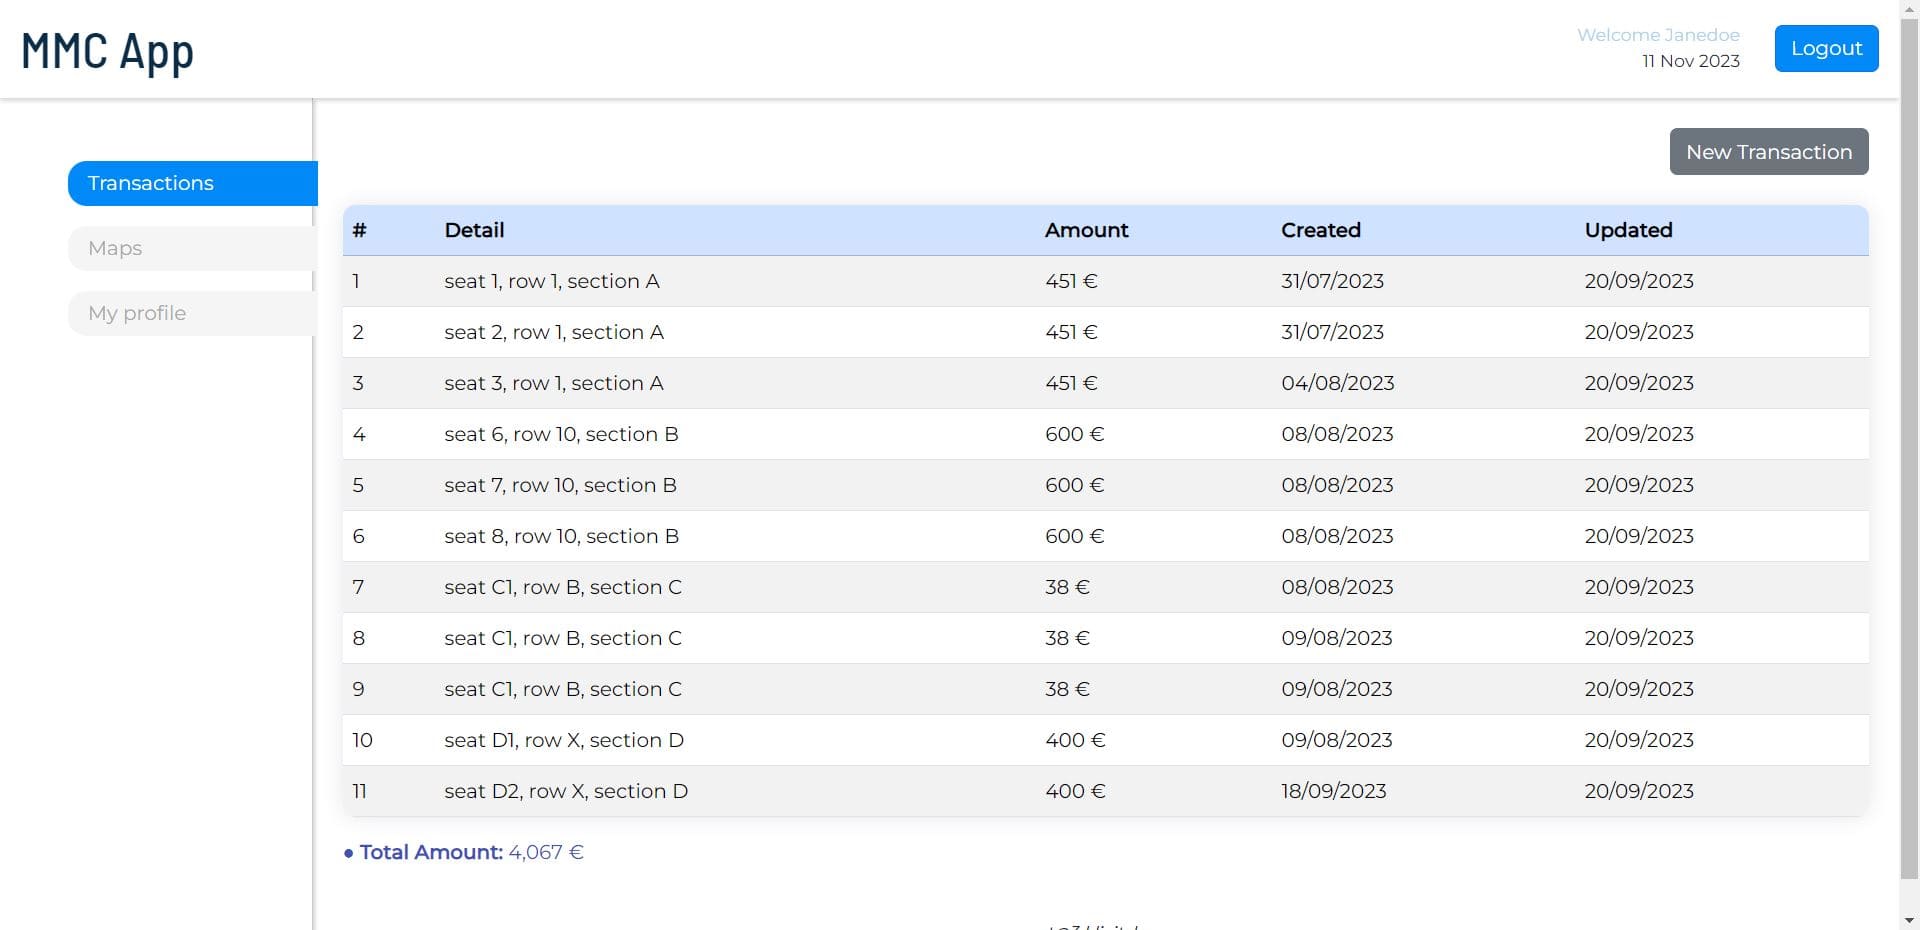 MMC App
Welcome Janedoe
11 Nov 2023
Logout
Transactions
Maps
My profile
New Transaction
# Detail Amount Created Updated
1 seat 1, row 1, section A 451 € 31/07/2023 20/09/2023
2 seat 2, row 1, section A 451 € 31/07/2023 20/09/2023
3 seat 3, row 1, section A 451 € 04/08/2023 20/09/2023
4 seat 6, row 10, section B 600 € 08/08/2023 20/09/2023
5 seat 7, row 10, section B 600 € 08/08/2023 20/09/2023
6 seat 8, row 10, section B 600 € 08/08/2023 20/09/2023
7 seat C1, row B, section C 38 € 08/08/2023 20/09/2023
8 seat C1, row B, section C 38 € 09/08/2023 20/09/2023
9 seat C1, row B, section C 38 € 09/08/2023 20/09/2023
10 seat D1, row X, section D 400 € 09/08/2023 20/09/2023
11 seat D2, row X, section D 400 € 18/09/2023 20/09/2023
● Total Amount: 4,067 €